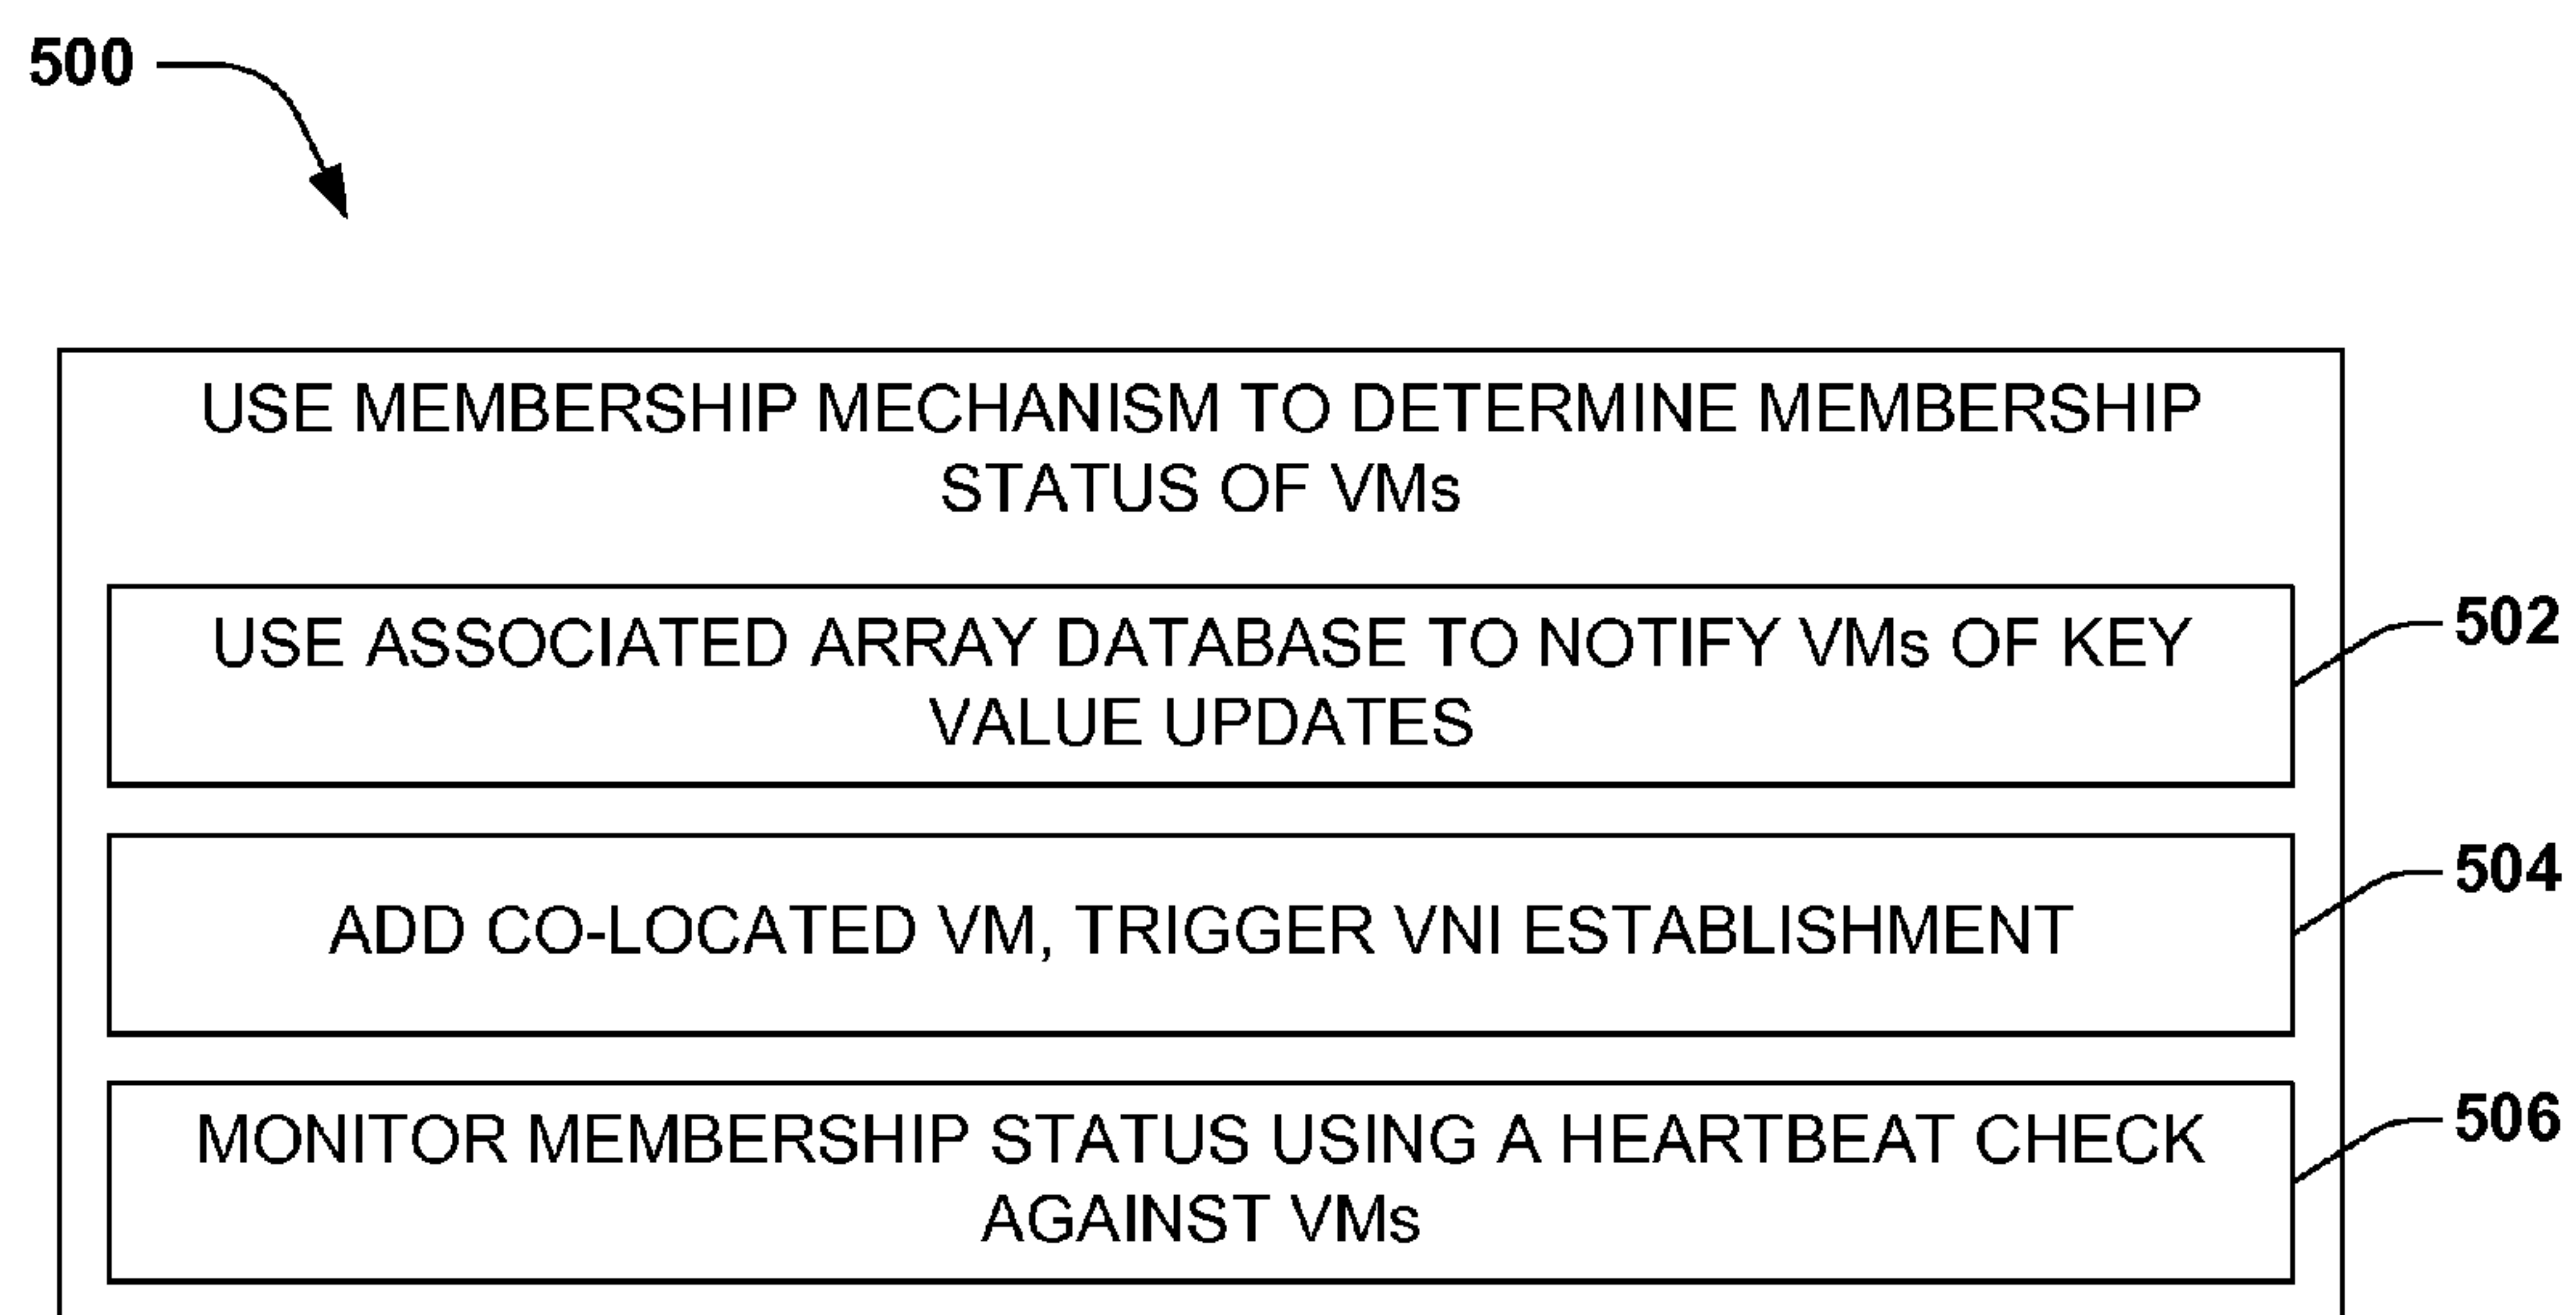 500
USE MEMBERSHIP MECHANISM TO DETERMINE MEMBERSHIP
STATUS OF VMs
USE ASSOCIATED ARRAY DATABASE TO NOTIFY VMs OF KEY
VALUE UPDATES
502
ADD CO-LOCATED VM, TRIGGER VNI ESTABLISHMENT
504
MONITOR MEMBERSHIP STATUS USING A HEARTBEAT CHECK
AGAINST VMs
506